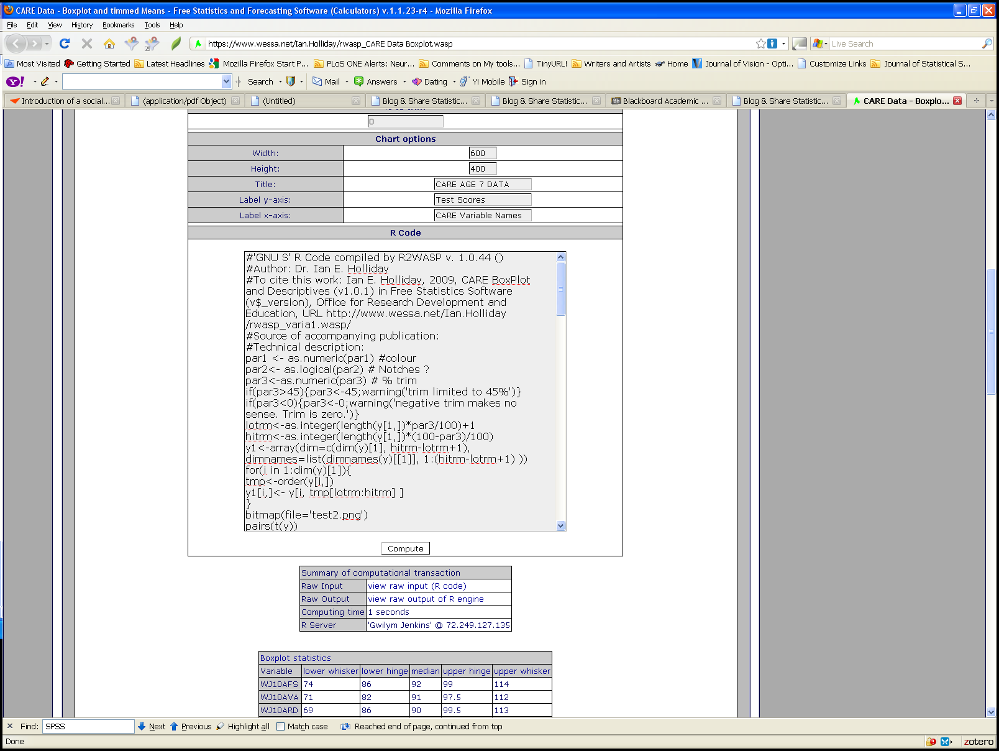 CARE Data - Boxplot and timmed Means - Free Statistics and Forecasting Software (Calculators) v.1.1.23-r4 - Mozilla Firefox
File Edit View History Bookmarks Tools Help
https://www.wessa.net/Ian.Holliday/rwasp_CARE Data Boxplot.wasp
Live Search
Most Visited Getting Started Latest Headlines Mozilla Firefox Start P... PLoS ONE Alerts: Neur... Comments on My tools... TinyURL! Writers and Artists Home Journal of Vision - Opti... Customize Links Journal of Statistical S...
Y! Search Mail Answers Dating Y! Mobile Sign in
Introduction of a social... (application/pdf Object) (Untitled) Blog & Share Statistic... Blog & Share Statistic... Bb Blackboard Academic ... Blog & Share Statistic... CARE Data - Boxplo...
0
Chart options
Width: 600
Height: 400
Title: CARE AGE 7 DATA
Label y-axis: Test Scores
Label x-axis: CARE Variable Names
R Code
#'GNU S' R Code compiled by R2WASP v. 1.0.44 ()
#Author: Dr. Ian E. Holliday
#To cite this work: Ian E. Holliday, 2009, CARE BoxPlot
and Descriptives (v1.0.1) in Free Statistics Software
(v$_version), Office for Research Development and
Education, URL http://www.wessa.net/Ian.Holliday
/rwasp_varia1.wasp/
#Source of accompanying publication:
#Technical description:
par1 <- as.numeric(par1) #colour
par2<- as.logical(par2) # Notches ?
par3<-as.numeric(par3) # % trim
if(par3>45){par3<-45;warning('trim limited to 45%')}
if(par3<0){par3<-0;warning('negative trim makes no
sense. Trim is zero.')}
lotrm<-as.integer(length(y[1,])*par3/100)+1
hitrm<-as.integer(length(y[1,])*(100-par3)/100)
y1<-array(dim=c(dim(y)[1], hitrm-lotrm+1),
dimnames=list(dimnames(y)[[1]], 1:(hitrm-lotrm+1) ))
for(i in 1:dim(y)[1]){
tmp<-order(y[i,])
y1[i,]<- y[i, tmp[lotrm:hitrm] ]
}
bitmap(file='test2.png')
pairs(t(y))
Compute
Summary of computational transaction
Raw Input view raw input (R code)
Raw Output view raw output of R engine
Computing time 1 seconds
R Server 'Gwilym Jenkins' @ 72.249.127.135
Boxplot statistics
Variable lower whisker lower hinge median upper hinge upper whisker
WJ10AFS 74 86 92 99 114
WJ10AVA 71 82 91 97.5 112
WJ10ARD 69 86 90 99.5 113
Find: SPSS Next Previous Highlight all Match case Reached end of page, continued from top
Done zotero